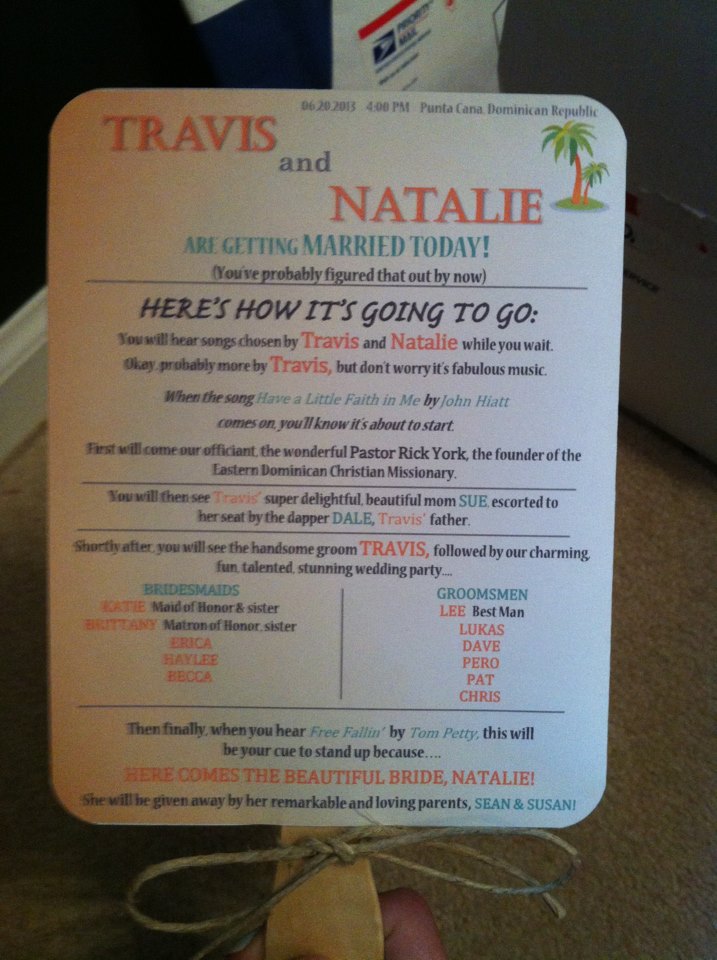 PRIORITY
MAIL
SERVICE
06.20.2013 4:00 PM Punta Cana, Dominican Republic
TRAVIS
and
NATALIE
ARE GETTING MARRIED TODAY!
(You've probably figured that out by now)
HERE'S HOW IT'S GOING TO GO:
You will hear songs chosen by Travis and Natalie while you wait.
Okay, probably more by Travis, but don't worry it's fabulous music.
When the song Have a Little Faith in Me by John Hiatt
comes on, you'll know it's about to start.
First will come our officiant, the wonderful Pastor Rick York, the founder of the
Eastern Dominican Christian Missionary.
You will then see Travis' super delightful, beautiful mom SUE, escorted to
her seat by the dapper DALE, Travis' father.
Shortly after, you will see the handsome groom TRAVIS, followed by our charming,
fun, talented, stunning wedding party....
BRIDESMAIDS
KATIE Maid of Honor & sister
BRITTANY Matron of Honor, sister
ERICA
HAYLEE
BECCA
GROOMSMEN
LEE Best Man
LUKAS
DAVE
PERO
PAT
CHRIS
Then finally, when you hear Free Fallin' by Tom Petty, this will
be your cue to stand up because....
HERE COMES THE BEAUTIFUL BRIDE, NATALIE!
She will be given away by her remarkable and loving parents, SEAN & SUSAN!